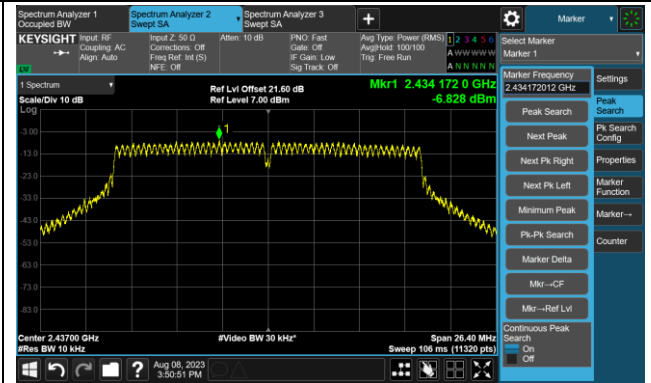 Spectrum Analyzer 1
Occupied BW
Spectrum Analyzer 2
Swept SA
Spectrum Analyzer 3
Swept SA
+
Marker
KEYSIGHT
Input: RF
Coupling: AC
Align: Auto
Input Z: 50 Ω
Corrections: Off
Freq Ref: Int (S)
NFE: Off
Atten: 10 dB
PNO: Fast
Gate: Off
IF Gain: Low
Sig Track: Off
Avg Type: Power (RMS)
Avg|Hold: 100/100
Trig: Free Run
1 2 3 4 5 6
A W W W W W
A N N N N N
Select Marker
Marker 1
1 Spectrum
Scale/Div 10 dB
Log
Ref Lvl Offset 21.60 dB
Ref Level 7.00 dBm
Mkr1 2.434 172 0 GHz
-6.828 dBm
1
-3.00
-13.0
-23.0
-33.0
-43.0
-53.0
-63.0
-73.0
-83.0
Center 2.43700 GHz
#Res BW 10 kHz
#Video BW 30 kHz*
Span 26.40 MHz
Sweep 106 ms (11320 pts)
Marker Frequency
2.434172012 GHz
Peak Search
Next Peak
Next Pk Right
Next Pk Left
Minimum Peak
Pk-Pk Search
Marker Delta
Mkr→CF
Mkr→Ref Lvl
Continuous Peak
Search
On
Off
Settings
Peak
Search
Pk Search
Config
Properties
Marker
Function
Marker→
Counter
?
Aug 08, 2023
3:50:51 PM